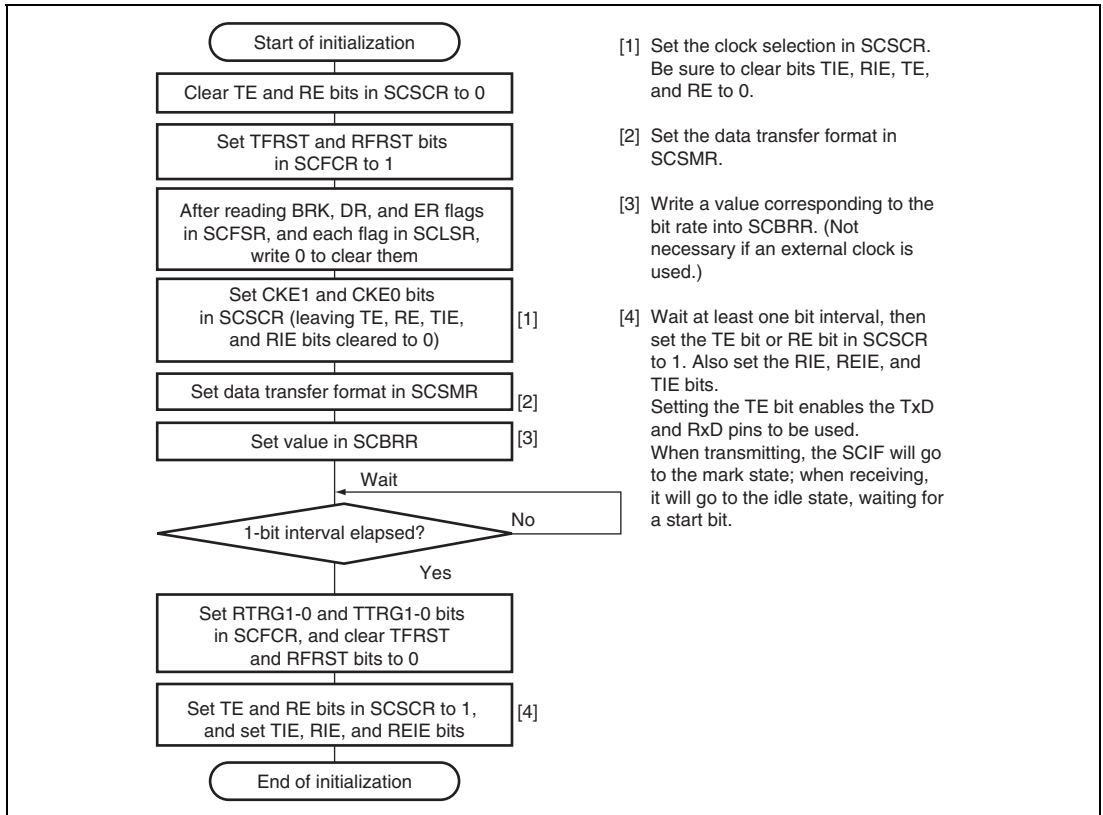 Start of initialization
Clear TE and RE bits in SCSCR to 0
Set TFRST and RFRST bits
in SCFCR to 1
After reading BRK, DR, and ER flags
in SCFSR, and each flag in SCLSR,
write 0 to clear them
Set CKE1 and CKE0 bits
in SCSCR (leaving TE, RE, TIE,
and RIE bits cleared to 0)
[1]
Set data transfer format in SCSMR
[2]
Set value in SCBRR
[3]
Wait
1-bit interval elapsed?
No
Yes
Set RTRG1-0 and TTRG1-0 bits
in SCFCR, and clear TFRST
and RFRST bits to 0
Set TE and RE bits in SCSCR to 1,
and set TIE, RIE, and REIE bits
[4]
End of initialization
[1] Set the clock selection in SCSCR.
Be sure to clear bits TIE, RIE, TE,
and RE to 0.
[2] Set the data transfer format in
SCSMR.
[3] Write a value corresponding to the
bit rate into SCBRR. (Not
necessary if an external clock is
used.)
[4] Wait at least one bit interval, then
set the TE bit or RE bit in SCSCR
to 1. Also set the RIE, REIE, and
TIE bits.
Setting the TE bit enables the TxD
and RxD pins to be used.
When transmitting, the SCIF will go
to the mark state; when receiving,
it will go to the idle state, waiting for
a start bit.